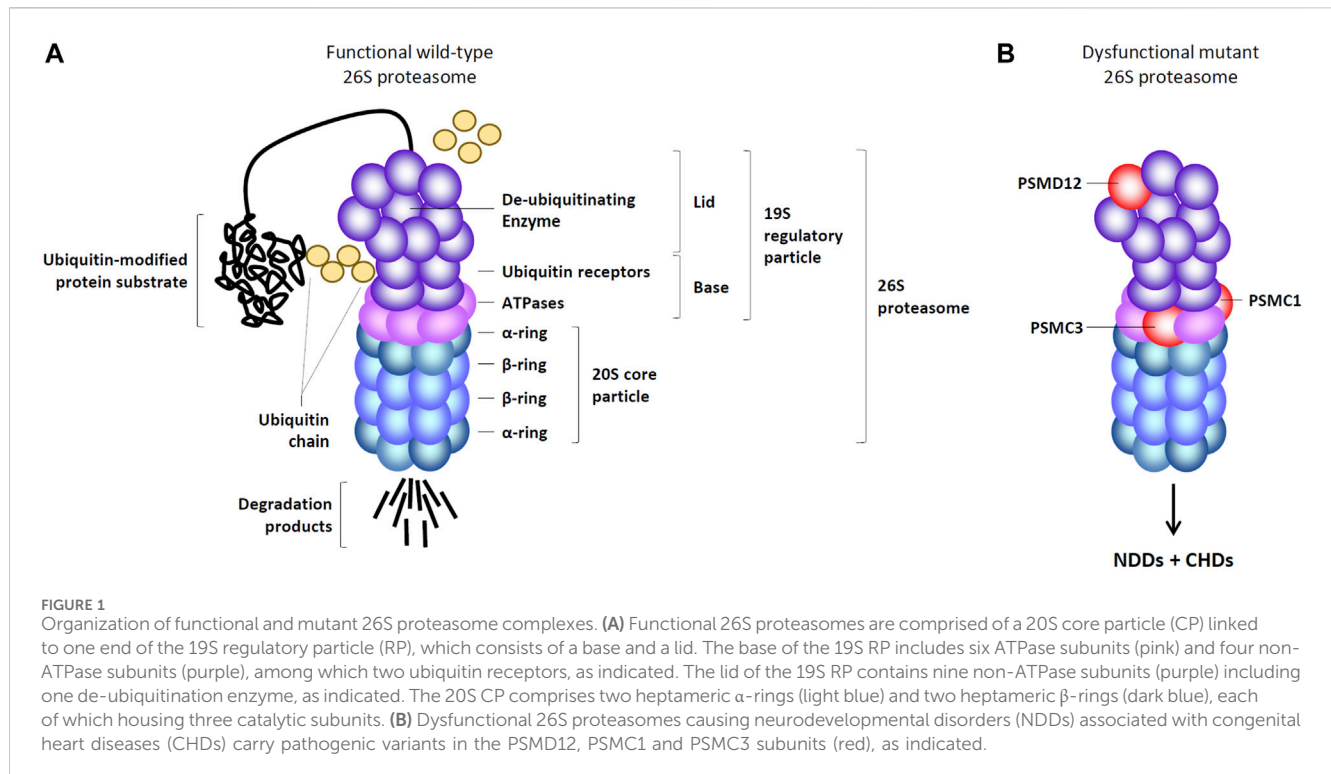 A
Functional wild-type
26S proteasome
De-ubiquitinating
Enzyme
Lid
19S
regulatory
particle
Ubiquitin-modified
protein substrate
Ubiquitin receptors
Base
ATPases
26S
proteasome
α-ring
β-ring
20S core
particle
β-ring
α-ring
Ubiquitin
chain
Degradation
products
B
Dysfunctional mutant
26S proteasome
PSMD12
PSMC1
PSMC3
NDDs + CHDs
FIGURE 1
Organization of functional and mutant 26S proteasome complexes. (A) Functional 26S proteasomes are comprised of a 20S core particle (CP) linked
to one end of the 19S regulatory particle (RP), which consists of a base and a lid. The base of the 19S RP includes six ATPase subunits (pink) and four non-
ATPase subunits (purple), among which two ubiquitin receptors, as indicated. The lid of the 19S RP contains nine non-ATPase subunits (purple) including
one de-ubiquitination enzyme, as indicated. The 20S CP comprises two heptameric α-rings (light blue) and two heptameric β-rings (dark blue), each
of which housing three catalytic subunits. (B) Dysfunctional 26S proteasomes causing neurodevelopmental disorders (NDDs) associated with congenital
heart diseases (CHDs) carry pathogenic variants in the PSMD12, PSMC1 and PSMC3 subunits (red), as indicated.